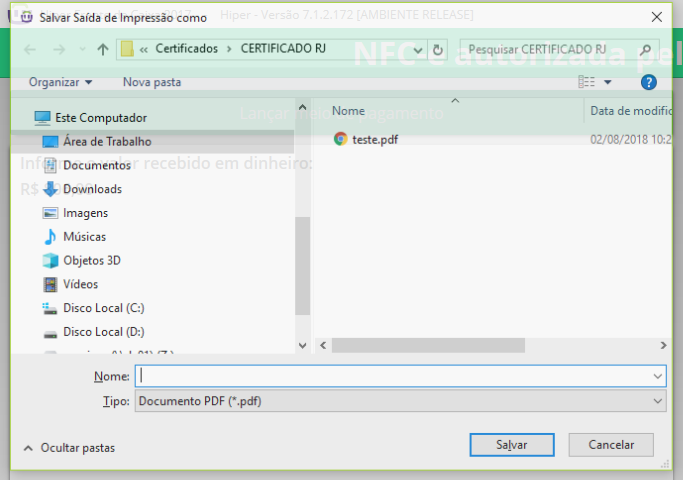 Salvar Saída de Impressão como
Hiper - Versão 7.1.2.172 [AMBIENTE RELEASE]
« Certificados > CERTIFICADO RJ
Pesquisar CERTIFICADO RJ
NFC-e autorizada pel
Organizar
Nova pasta
?
Lançar
pagamento
Nome
Data de modific
Este Computador
Área de Trabalho
teste.pdf
02/08/2018 10:2
valor recebido em dinheiro:
Documentos
R$
Downloads
Imagens
Músicas
Objetos 3D
Vídeos
Disco Local (C:)
Disco Local (D:)
Nome:
Tipo:
Documento PDF (*.pdf)
Ocultar pastas
Salvar
Cancelar